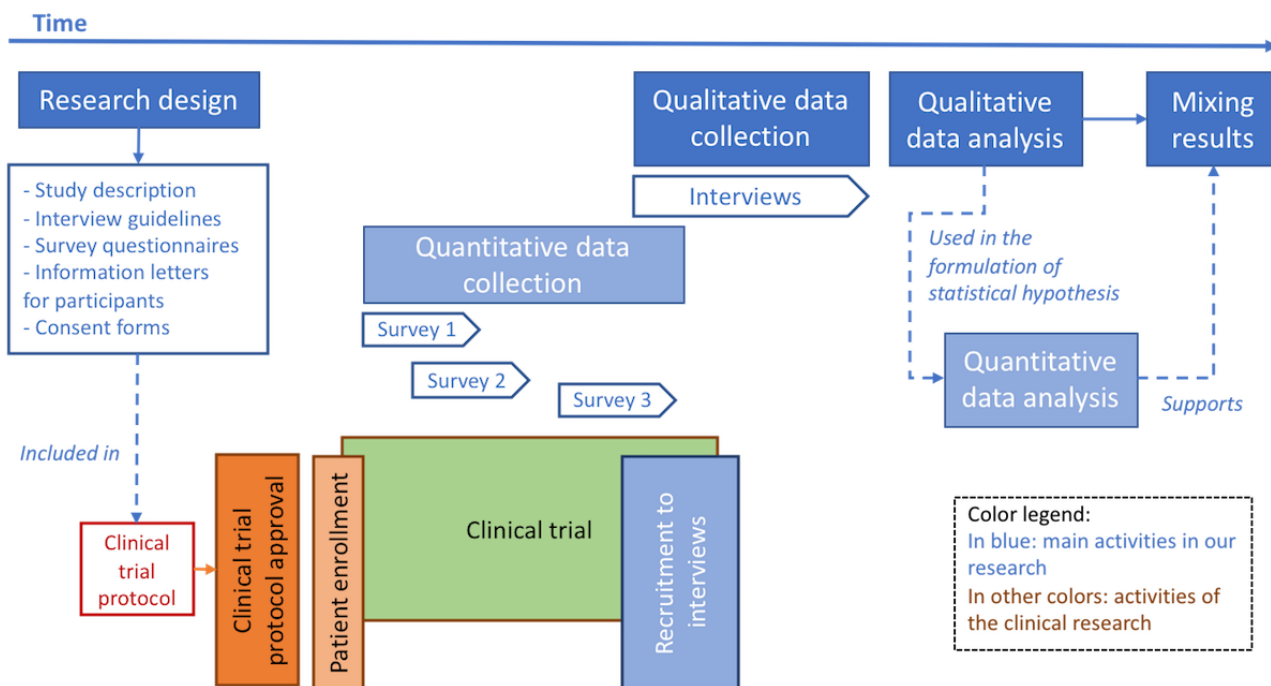 Time
Research design
- Study description
- Interview guidelines
- Survey questionnaires
- Information letters
for participants
- Consent forms
Included in
Clinical
trial
protocol
Clinical trial
protocol approval
Patient enrollment
Clinical trial
Recruitment to
interviews
Quantitative data
collection
Survey 1
Survey 2
Survey 3
Qualitative data
collection
Interviews
Qualitative
data analysis
Mixing
results
Used in the
formulation of
statistical hypothesis
Quantitative
data analysis
Supports
Color legend:
In blue: main activities in our
research
In other colors: activities of
the clinical research